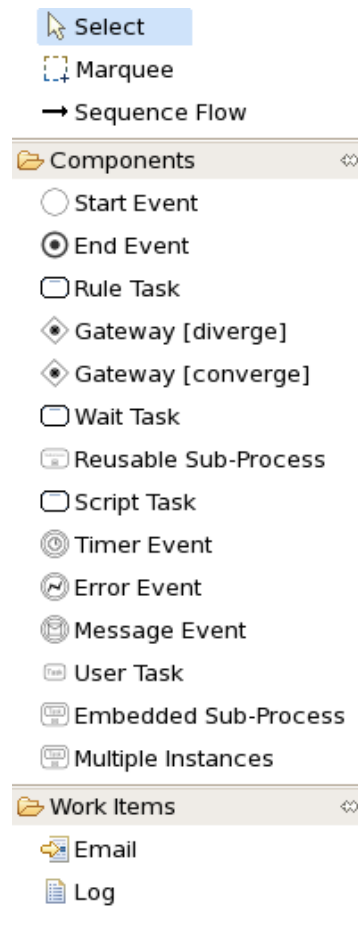 Select
Marquee
Sequence Flow
Components
Start Event
End Event
Rule Task
Gateway [diverge]
Gateway [converge]
Wait Task
Reusable Sub-Process
Script Task
Timer Event
Error Event
Message Event
User Task
Embedded Sub-Process
Multiple Instances
Work Items
Email
Log